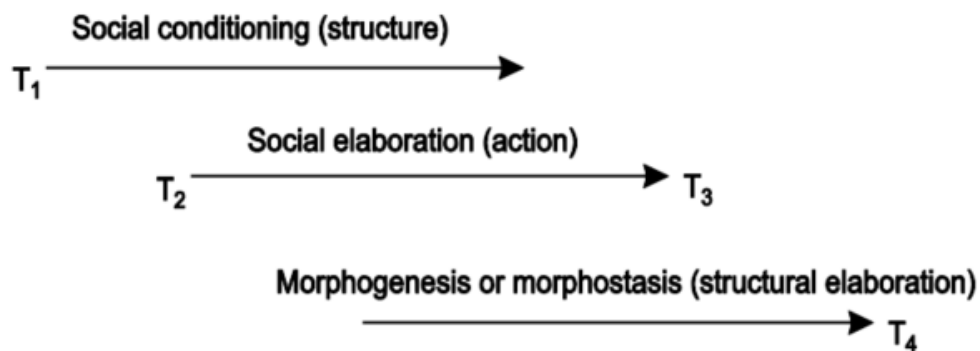 Social conditioning (structure)
T₁
Social elaboration (action)
T₂
T₃
Morphogenesis or morphostasis (structural elaboration)
T₄